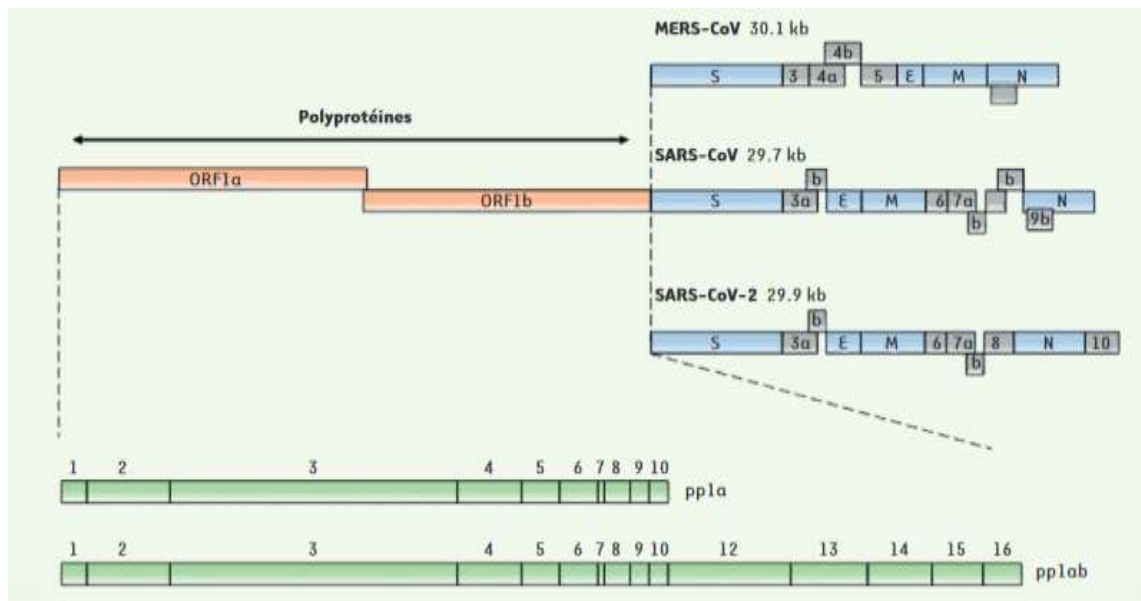 MERS-CoV 30.1 kb
4b
S 3 4a 5 E M N
Polyprotéines
SARS-CoV 29.7 kb
ORF1a
b b
ORF1b
S 3a E M 6 7a N
b 9b
SARS-CoV-2 29.9 kb
b
S 3a E M 6 7a 8 N 10
b
1 2 3 4 5 6 7 8 9 10
pp1a
1 2 3 4 5 6 7 8 9 10 12 13 14 15 16
pp1ab